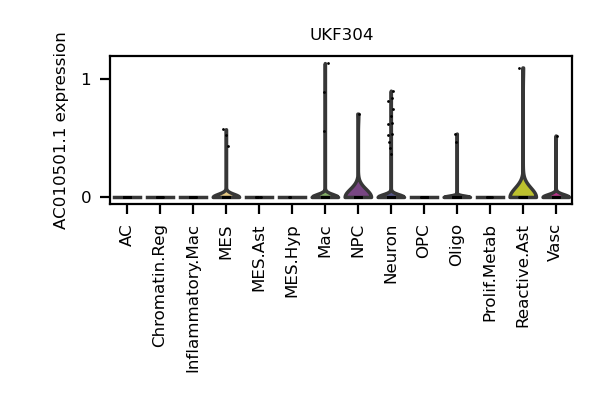 UKF304
AC010501.1 expression
1
0
AC
Chromatin.Reg
Inflammatory.Mac
MES
MES.Ast
MES.Hyp
Mac
NPC
Neuron
OPC
Oligo
Prolif.Metab
Reactive.Ast
Vasc